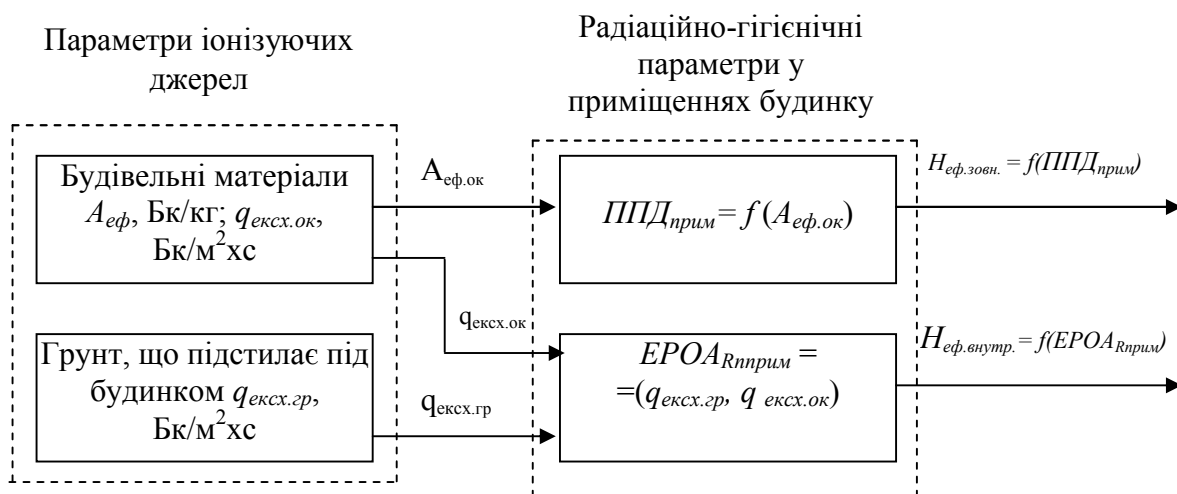 Параметри іонізуючих
джерел
Радіаційно-гігієнічні
параметри у
приміщеннях будинку
Будівельні матеріали
Aеф, Бк/кг; qексх.ок,
Бк/м²хс
Aеф.ок
ППДприм= f (Aеф.ок)
Hеф.зовн. = f(ППДприм)
qексх.ок
Грунт, що підстилає під
будинком qексх.гр,
Бк/м²хс
qексх.гр
ЕРОАRnприм =
=(qексх.гр, q ексх.ок)
Hеф.внутр. = f(ЕРОАRприм)